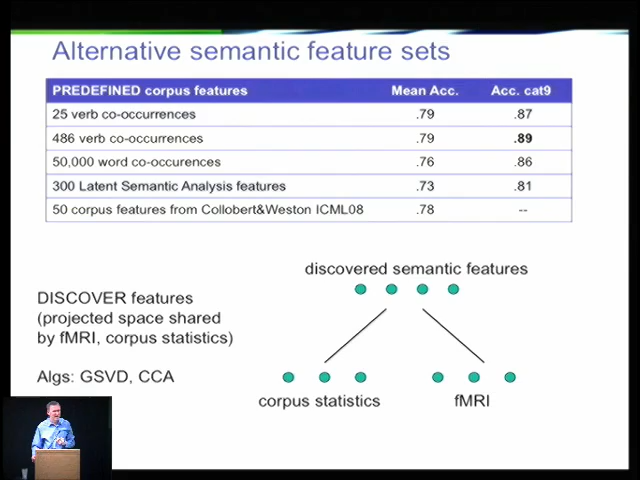 Alternative semantic feature sets
PREDEFINED corpus features Mean Acc. Acc. cat9
25 verb co-occurrences .79 .87
486 verb co-occurrences .79 .89
50,000 word co-occurences .76 .86
300 Latent Semantic Analysis features .73 .81
50 corpus features from Collobert&Weston ICML08 .78 --
discovered semantic features
DISCOVER features
(projected space shared
by fMRI, corpus statistics)
Algs: GSVD, CCA
corpus statistics fMRI